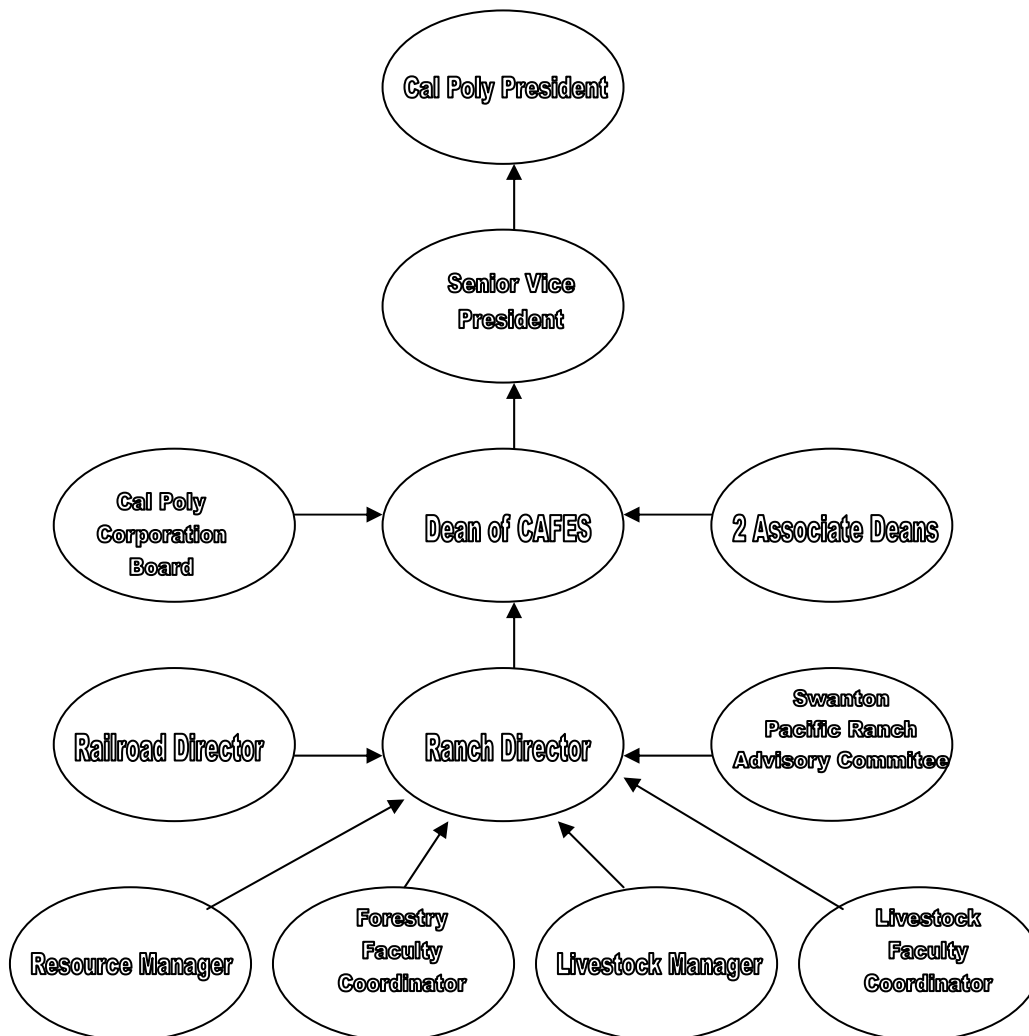 Cal Poly President
Senior Vice
President
Cal Poly
Corporation
Board
Dean of CAFES
2 Associate Deans
Railroad Director
Ranch Director
Swanton
Pacific Ranch
Advisory Commitee
Resource Manager
Forestry
Faculty
Coordinator
Livestock Manager
Livestock
Faculty
Coordinator